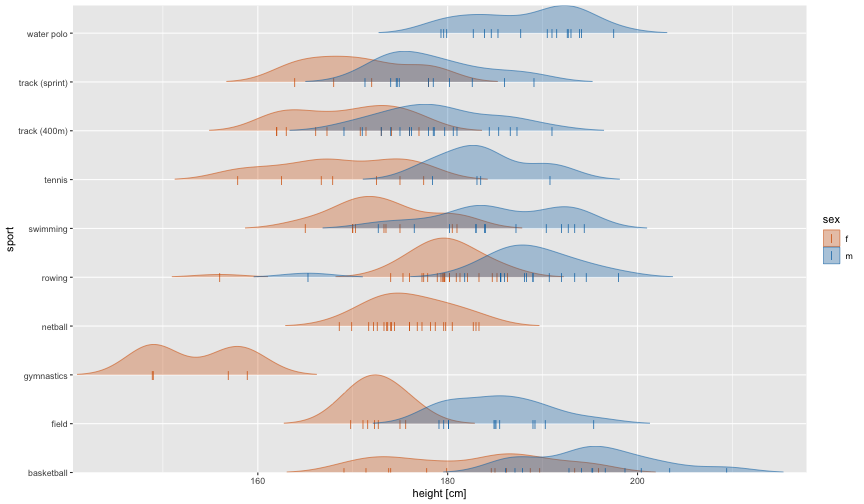 water polo
track (sprint)
track (400m)
tennis
swimming
rowing
netball
gymnastics
field
basketball
sport
160
180
200
height [cm]
sex
f
m